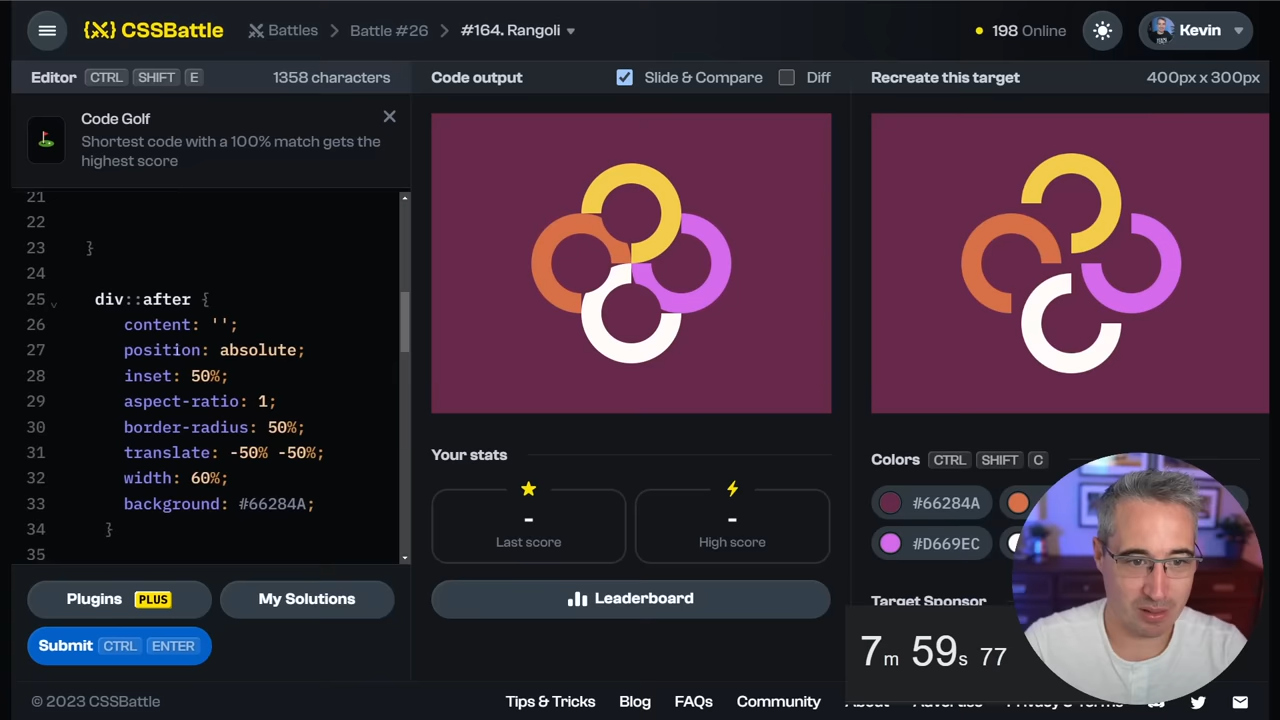 {X} CSSBattle
Battles
Battle #26
#164. Rangoli
198 Online
Kevin
Editor CTRL SHIFT E
1358 characters
Code output
Slide & Compare
Diff
Recreate this target
400px x 300px
Code Golf
Shortest code with a 100% match gets the
highest score
21
22
23 }
24
25 div::after {
26 content: '';
27 position: absolute;
28 inset: 50%;
29 aspect-ratio: 1;
30 border-radius: 50%;
31 translate: -50% -50%;
32 width: 60%;
33 background: #66284A;
34 }
35
Your stats
-
Last score
-
High score
Leaderboard
Colors CTRL SHIFT C
#66284A
#D669EC
Target Sponsor
Plugins PLUS
My Solutions
Submit CTRL ENTER
7m 59s 77
© 2023 CSSBattle
Tips & Tricks
Blog
FAQs
Community
About
Advertise
Privacy & Terms